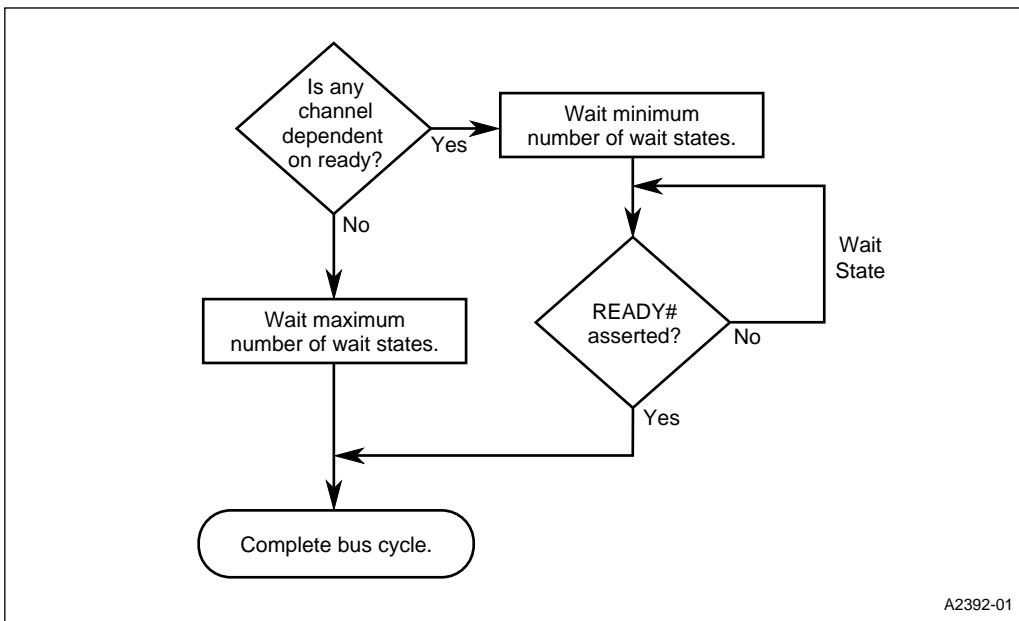 Is any
channel
dependent
on ready?
Yes
Wait minimum
number of wait states.
No
Wait
State
Wait maximum
number of wait states.
READY#
asserted?
No
Yes
Complete bus cycle.
A2392-01